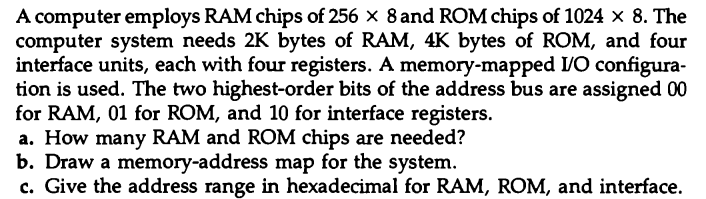 A computer employs RAM chips of 256 × 8 and ROM chips of 1024 × 8. The
computer system needs 2K bytes of RAM, 4K bytes of ROM, and four
interface units, each with four registers. A memory-mapped I/O configura-
tion is used. The two highest-order bits of the address bus are assigned 00
for RAM, 01 for ROM, and 10 for interface registers.
a. How many RAM and ROM chips are needed?
b. Draw a memory-address map for the system.
c. Give the address range in hexadecimal for RAM, ROM, and interface.